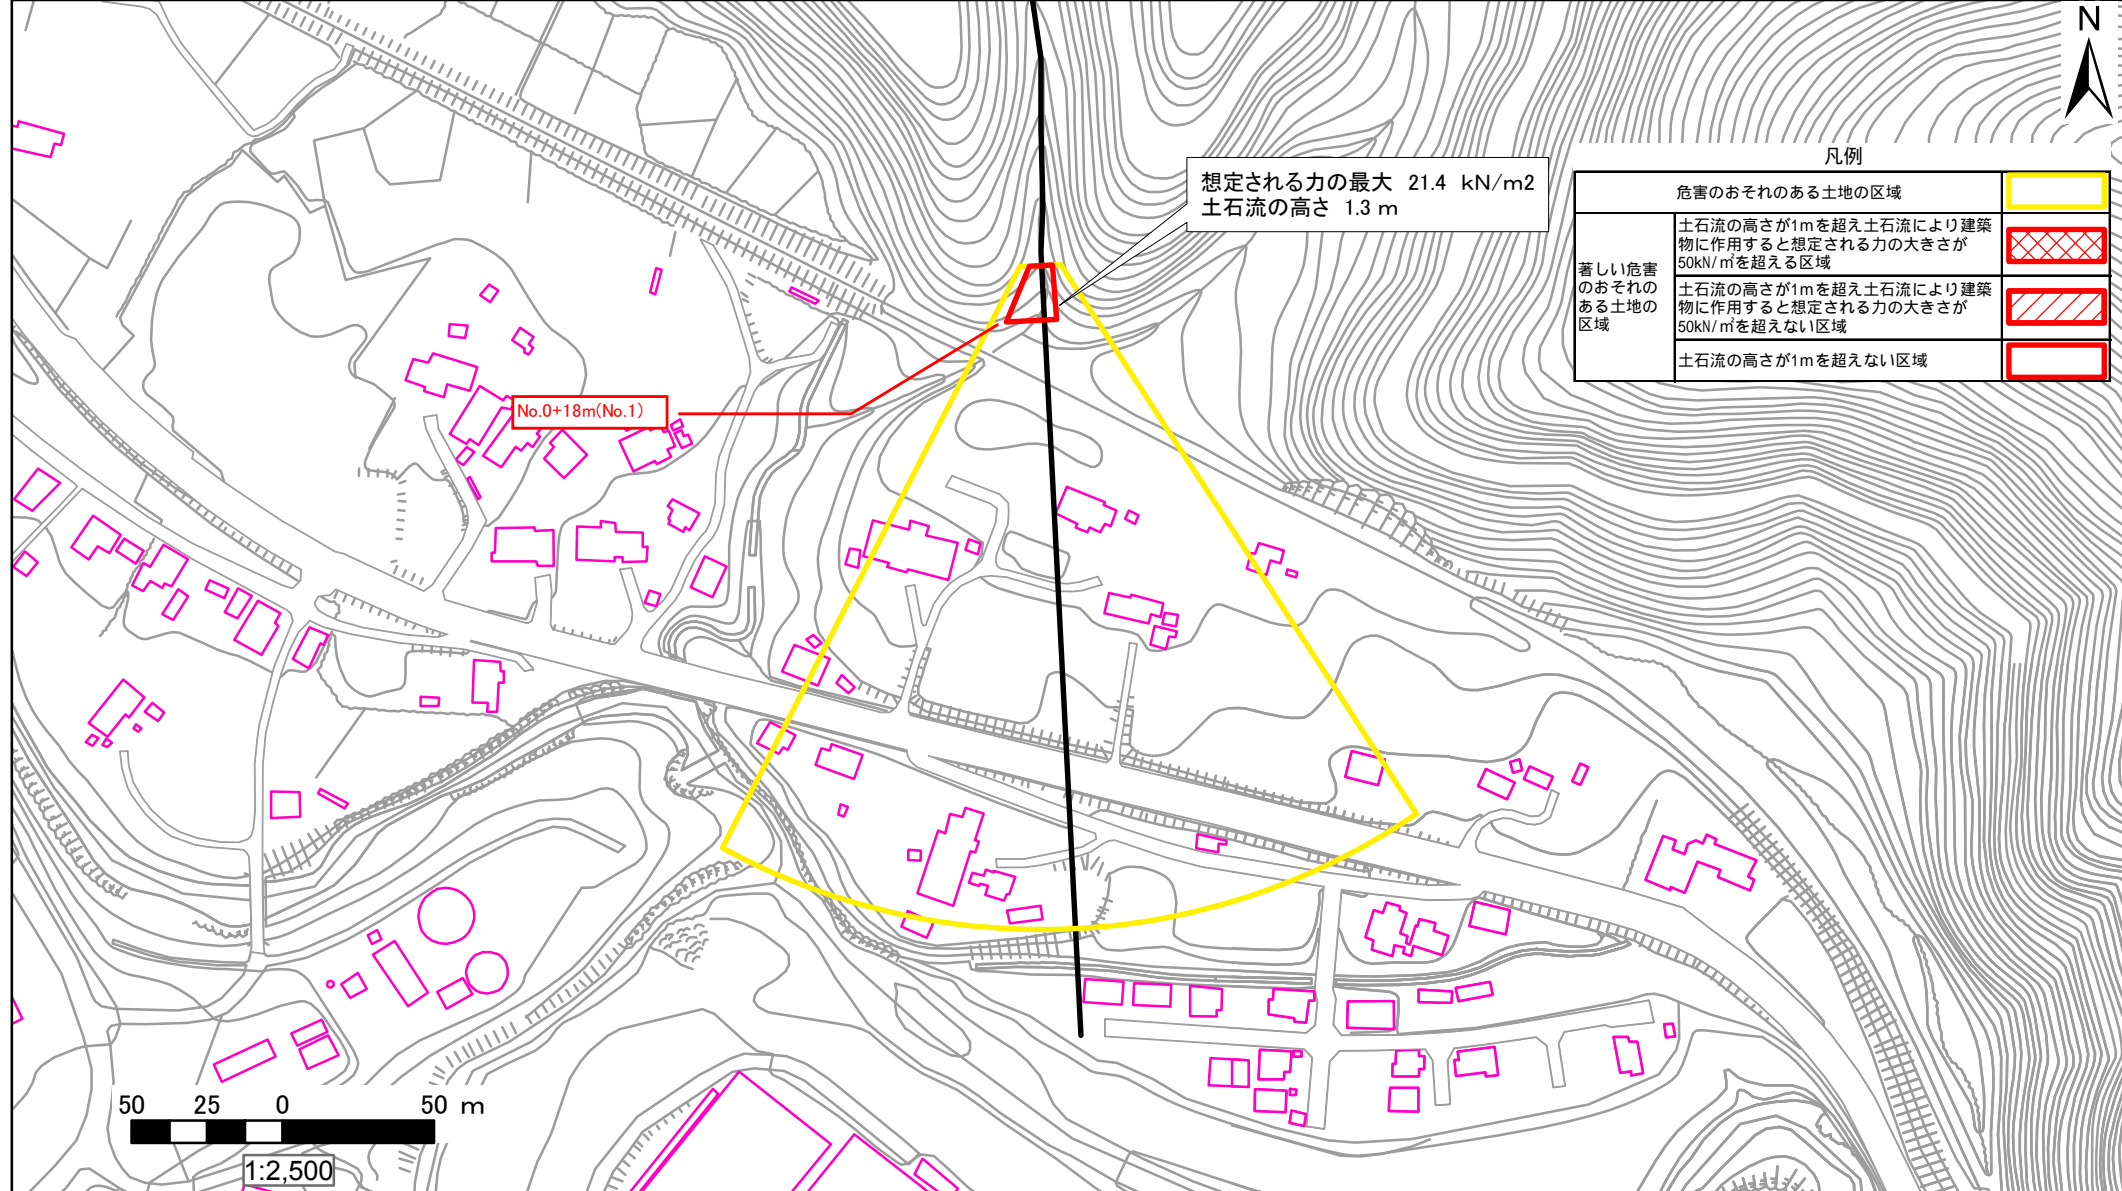 N
想定される力の最大 21.4 kN/m2
土石流の高さ 1.3 m
凡例
危害のおそれのある土地の区域
著しい危害
のおそれの
ある土地の
区域
土石流の高さが1mを超え土石流により建築
物に作用すると想定される力の大きさが
50kN/㎡を超える区域
土石流の高さが1mを超え土石流により建築
物に作用すると想定される力の大きさが
50kN/㎡を超えない区域
土石流の高さが1mを超えない区域
No.0+18m(No.1)
50 25 0 50 m
1:2,500